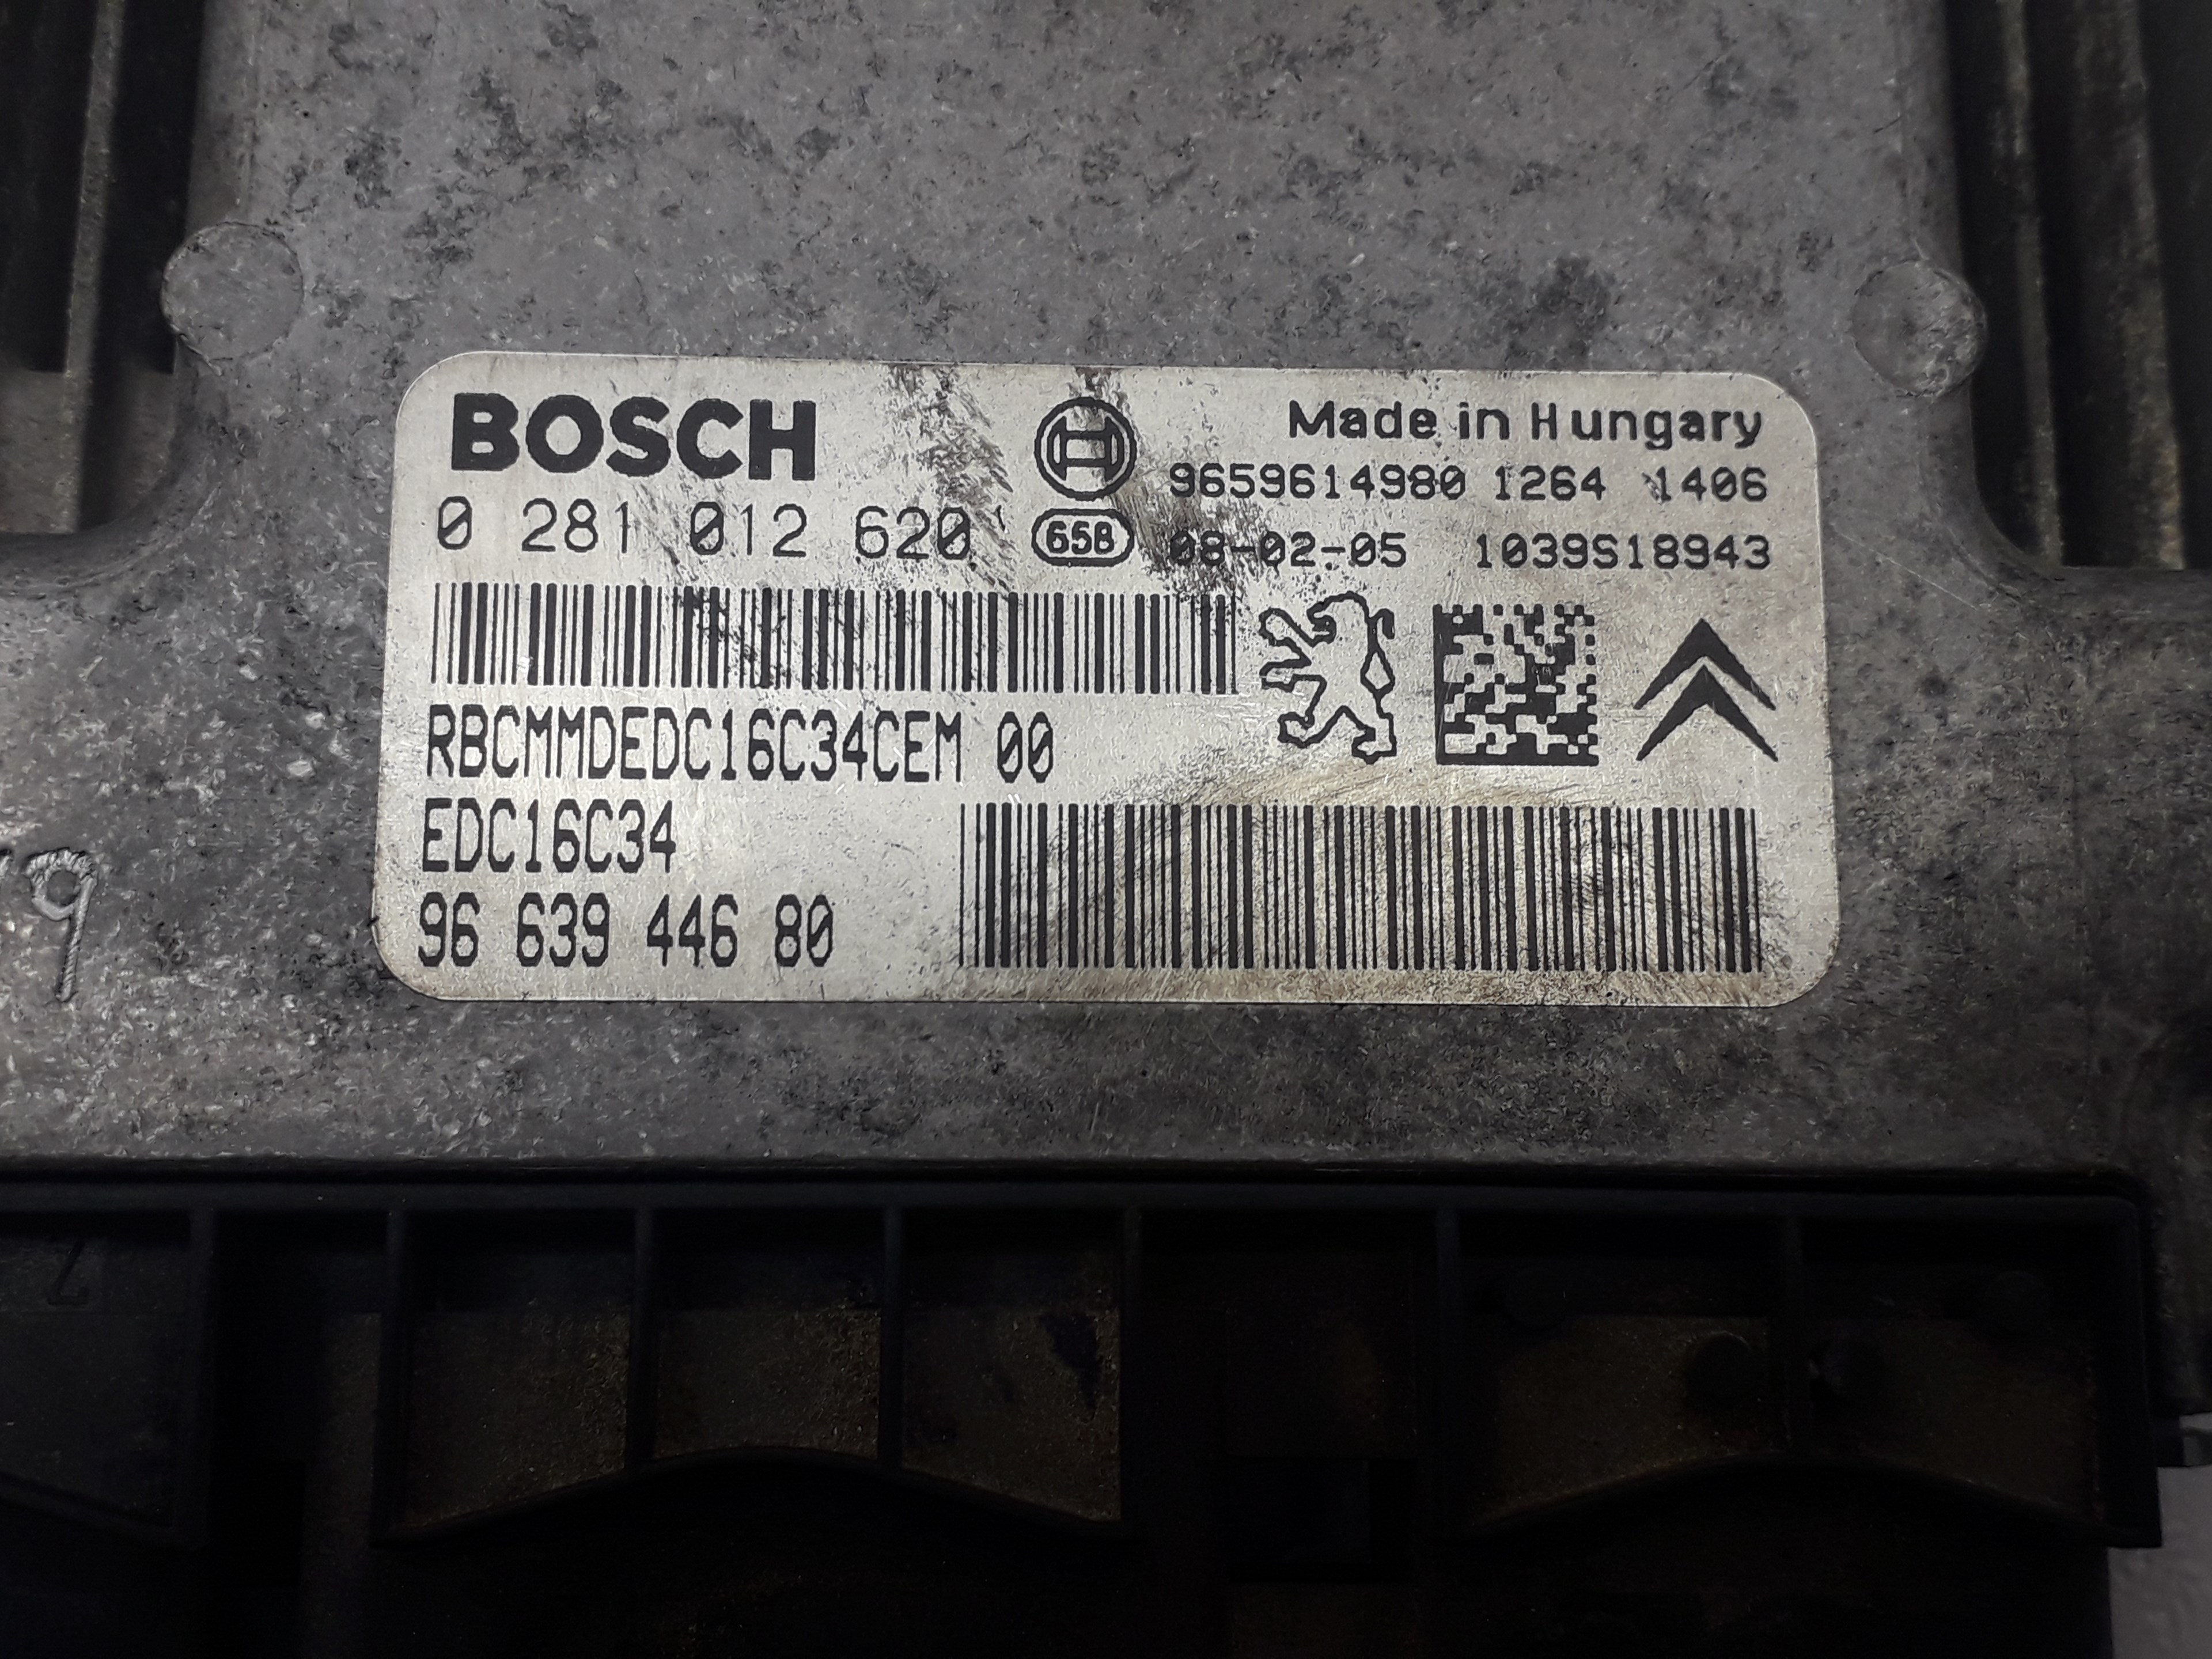 BOSCH
Made in Hungary
9659614980 1264 1406
0 281 012 620
658
08-02-05 1039S18943
RBCMMDEDC16C34CEM 00
EDC16C34
96 639 446 80
9